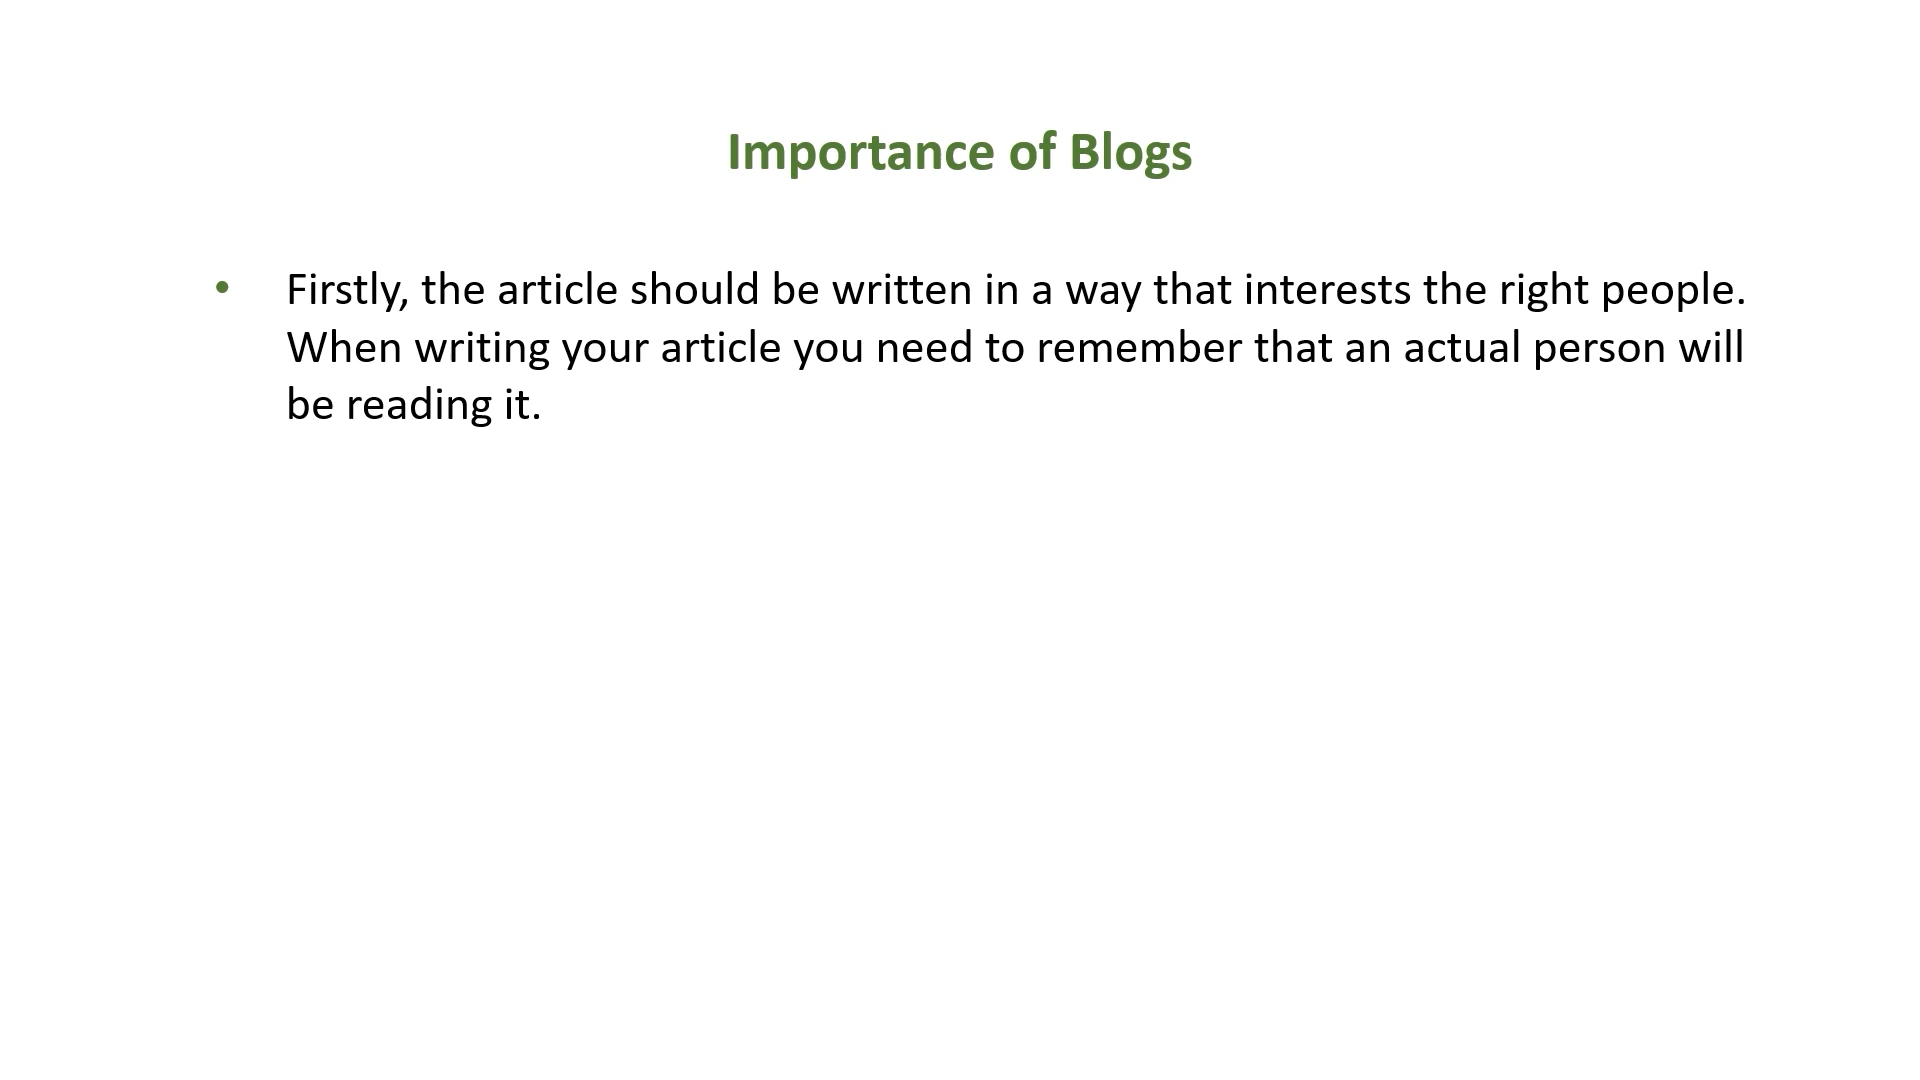 Importance of Blogs
• Firstly, the article should be written in a way that interests the right people.
When writing your article you need to remember that an actual person will
be reading it.